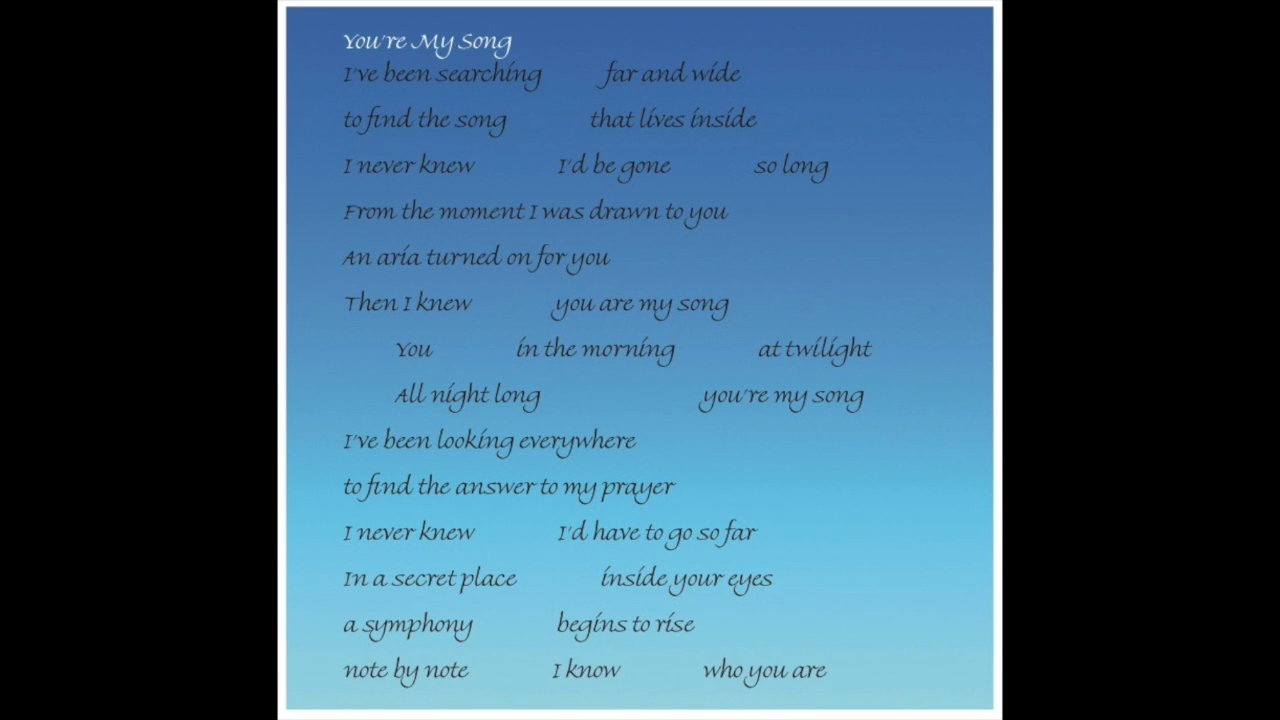 You're My Song
I've been searching far and wide
to find the song that lives inside
I never knew I'd be gone so long
From the moment I was drawn to you
An aria turned on for you
Then I knew you are my song
You in the morning at twilight
All night long you're my song
I've been looking everywhere
to find the answer to my prayer
I never knew I'd have to go so far
In a secret place inside your eyes
a symphony begins to rise
note by note I know who you are